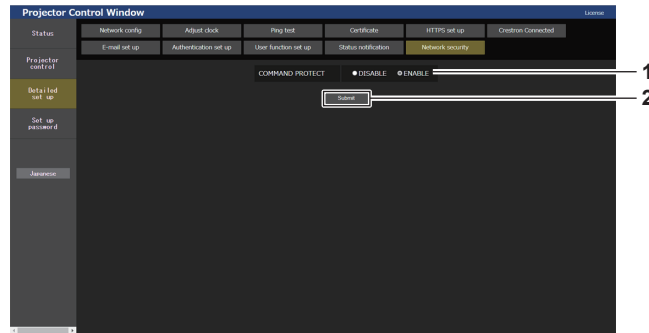 Projector Control Window
License
Status
Projector control
Detailed set up
Set up password
Japanese
Network config
Adjust clock
Ping test
Certificate
HTTPS set up
Crestron Connected
E-mail set up
Authentication set up
User function set up
Status notification
Network security
COMMAND PROTECT
DISABLE
ENABLE
1
Submit
2